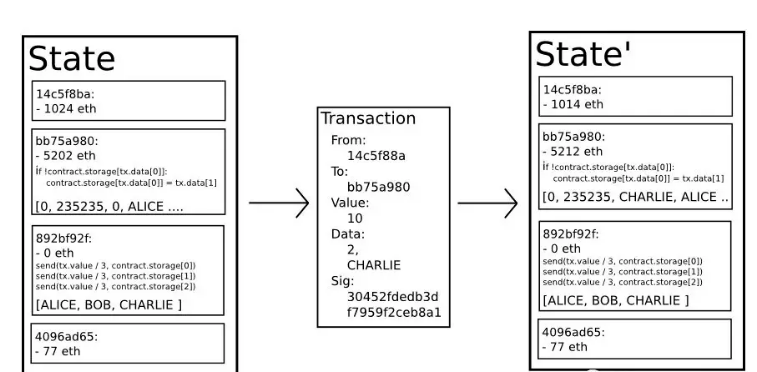 State
14c5f8ba:
- 1024 eth
bb75a980:
- 5202 eth
if !contract.storage[tx.data[0]]:
contract.storage[tx.data[0]] = tx.data[1]
[0, 235235, 0, ALICE ....
892bf92f:
- 0 eth
send(tx.value / 3, contract.storage[0])
send(tx.value / 3, contract.storage[1])
send(tx.value / 3, contract.storage[2])
[ALICE, BOB, CHARLIE ]
4096ad65:
- 77 eth
Transaction
From:
14c5f88a
To:
bb75a980
Value:
10
Data:
2,
CHARLIE
Sig:
30452fdedb3d
f7959f2ceb8a1
State'
14c5f8ba:
- 1014 eth
bb75a980:
- 5212 eth
if !contract.storage[tx.data[0]]:
contract.storage[tx.data[0]] = tx.data[1]
[0, 235235, CHARLIE, ALICE ..
892bf92f:
- 0 eth
send(tx.value / 3, contract.storage[0])
send(tx.value / 3, contract.storage[1])
send(tx.value / 3, contract.storage[2])
[ALICE, BOB, CHARLIE ]
4096ad65:
- 77 eth